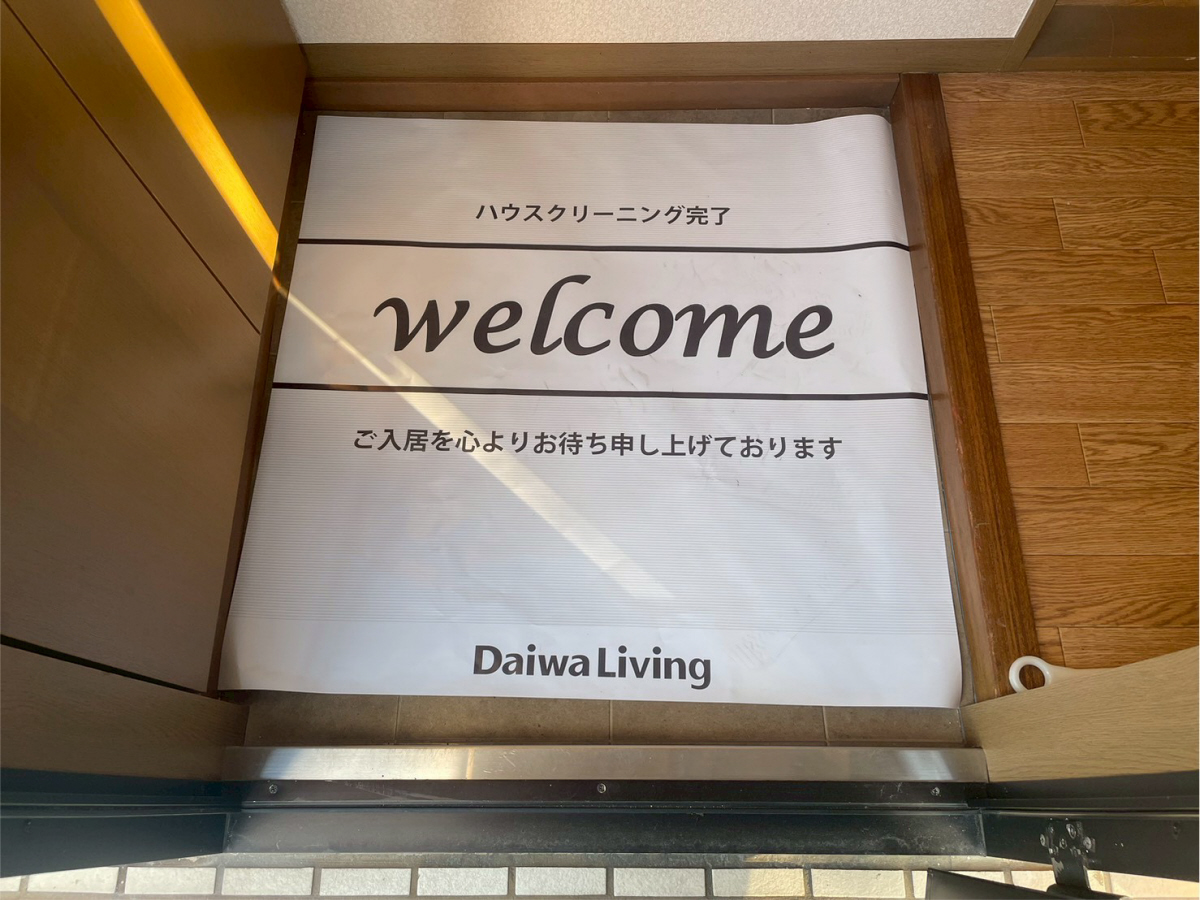 ハウスクリーニング完了
welcome
ご入居を心よりお待ち申し上げております
Daiwa Living